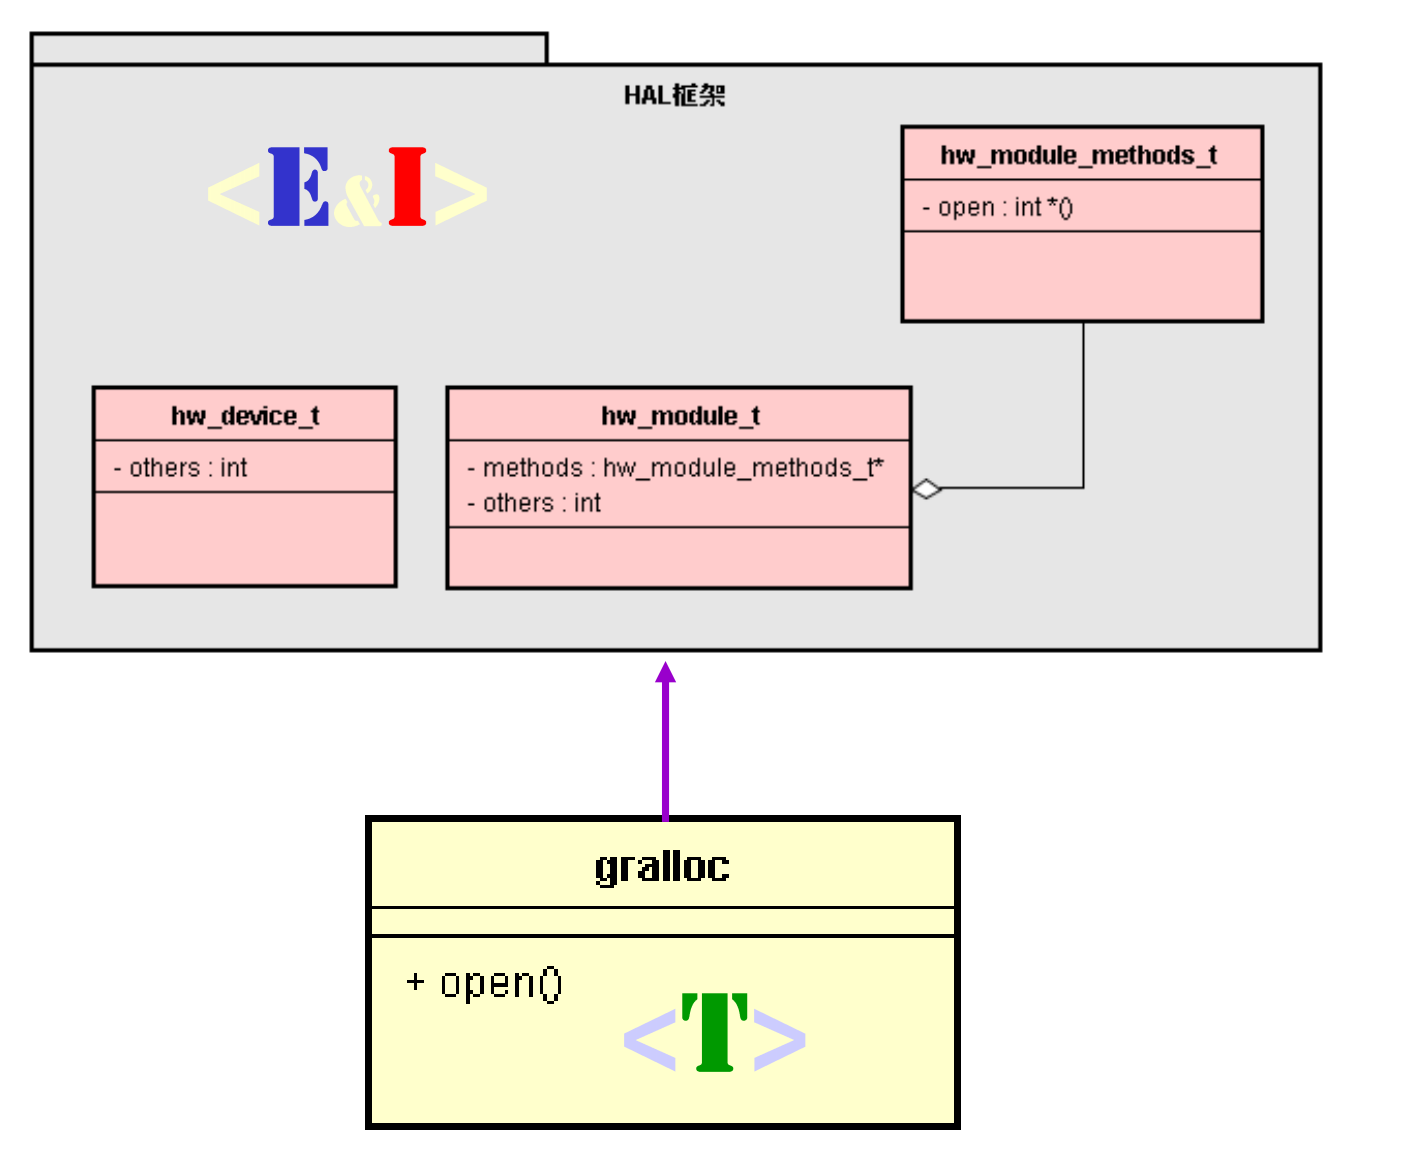 HAL框架
<E&I>
hw_module_methods_t
- open : int *()
hw_device_t
- others : int
hw_module_t
- methods : hw_module_methods_t*
- others : int
gralloc
+ open()
<T>